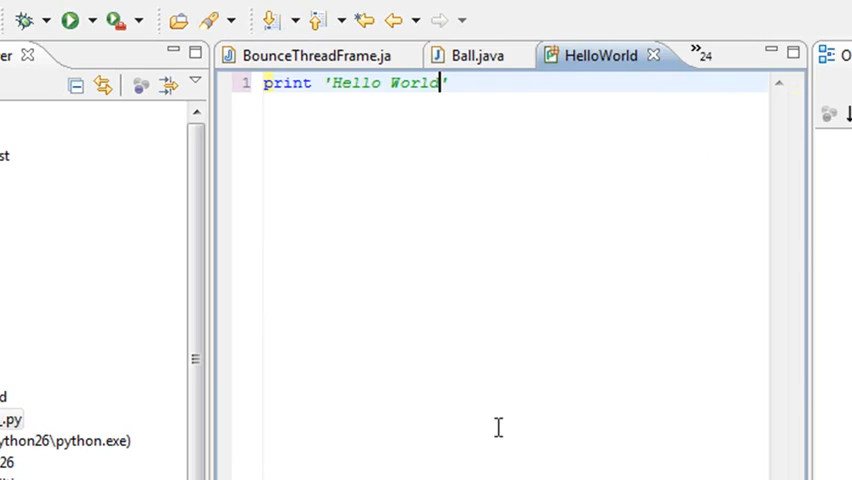 er
BounceThreadFrame.ja
Ball.java
HelloWorld
24
O
1 print 'Hello World'
st
d
.py
ython26\python.exe)
26